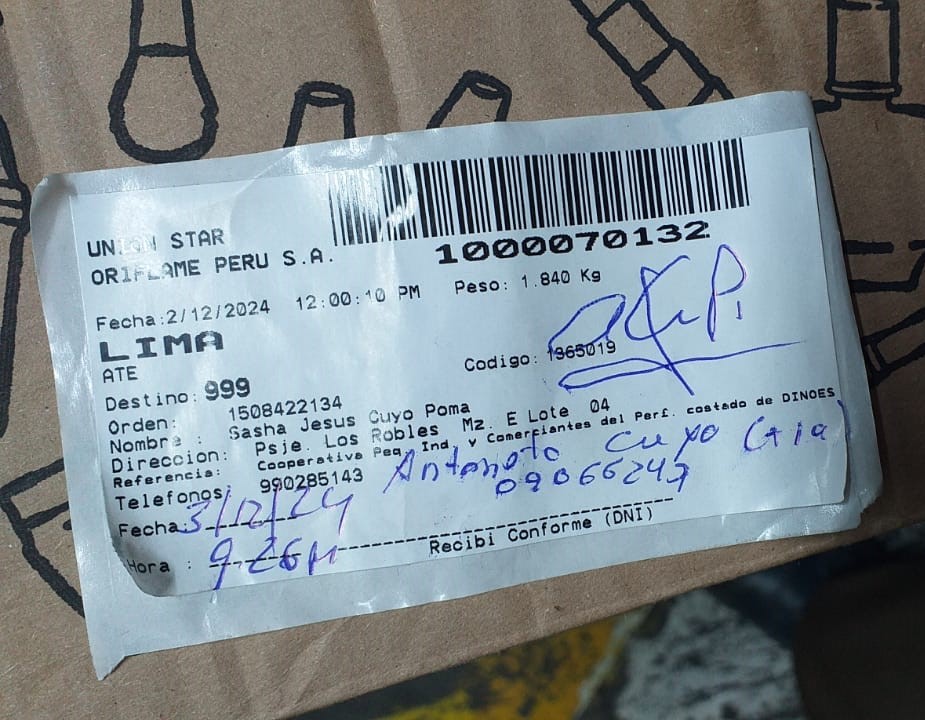 1000070132
UNION STAR
ORIFLAME PERU S.A.
Fecha:2/12/2024 12:00:10 PM Peso: 1.840 Kg
LIMA
ATE
Codigo: 1365019
Destino: 999
Orden: 1508422134
Nombre : Sasha Jesus Cuyo Poma
Direccion: Psje. Los Robles Mz. E Lote 04
Referencia: Cooperativa Peq. Ind. y Comerciantes del Perf. costado de DINOES
Telefonos: 990285143
Cuyo (tia)
Fecha: 3/12/24
Hora : 9 26
Recibi Conforme (DNI)